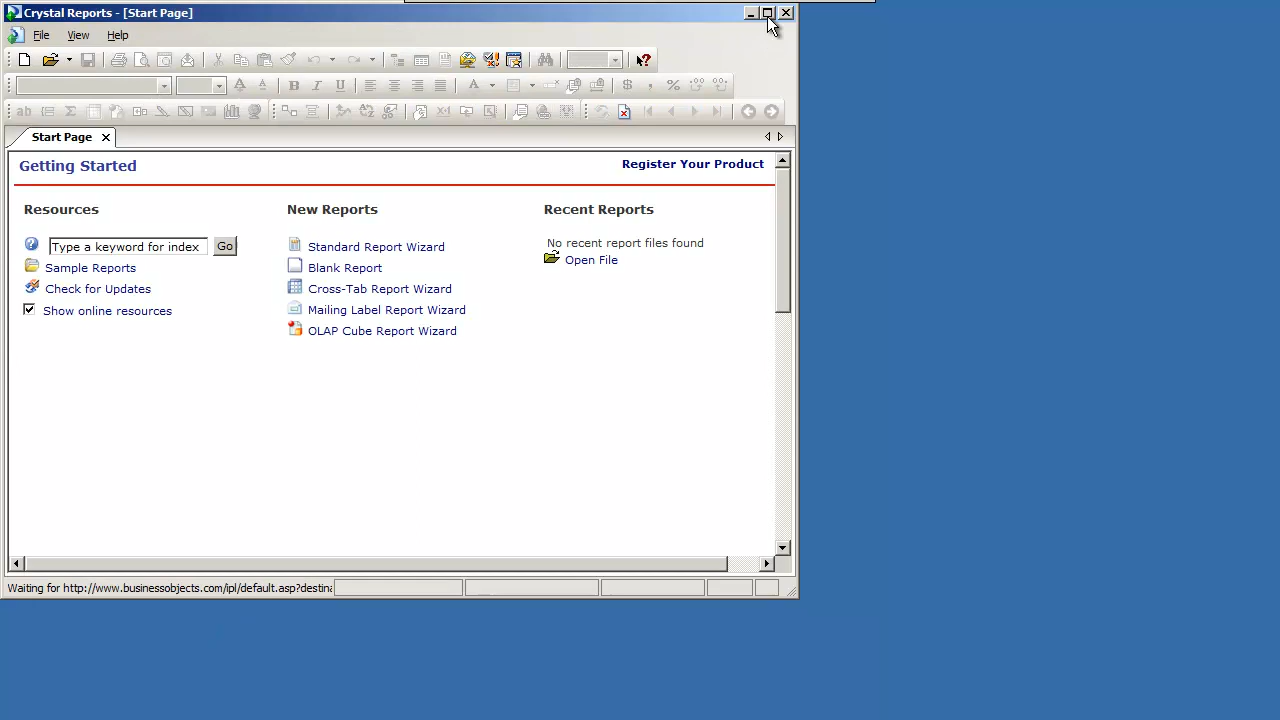 Crystal Reports - [Start Page]
File View Help
B I U A $ , %
ab Σ
Start Page
Getting Started
Register Your Product
Resources
New Reports
Recent Reports
Type a keyword for index Go
Standard Report Wizard
No recent report files found
Sample Reports
Blank Report
Open File
Check for Updates
Cross-Tab Report Wizard
Show online resources
Mailing Label Report Wizard
OLAP Cube Report Wizard
Waiting for http://www.businessobjects.com/ipl/default.asp?destina